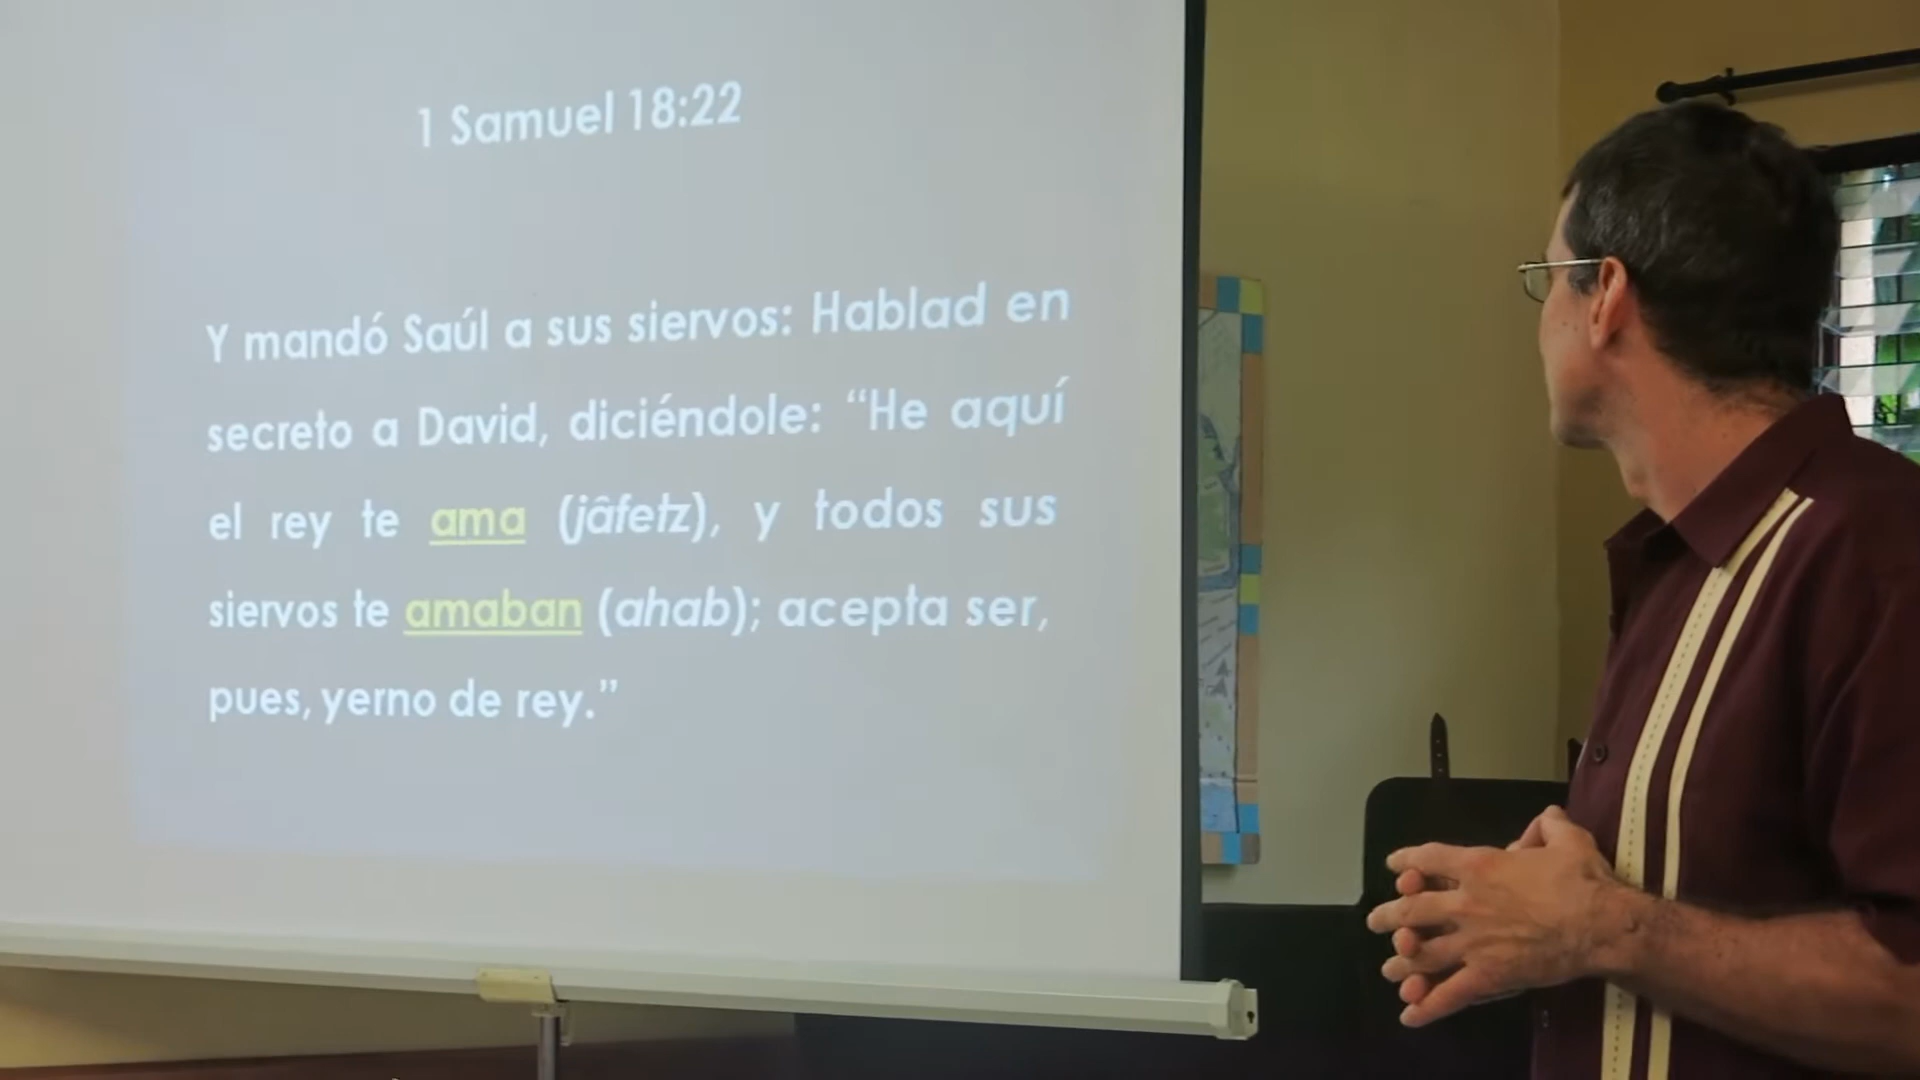 1 Samuel 18:22
Y mandó Saúl a sus siervos: Hablad en
secreto a David, diciéndole: “He aquí
el rey te ama (jâfetz), y todos sus
siervos te amaban (ahab); acepta ser,
pues, yerno de rey.”